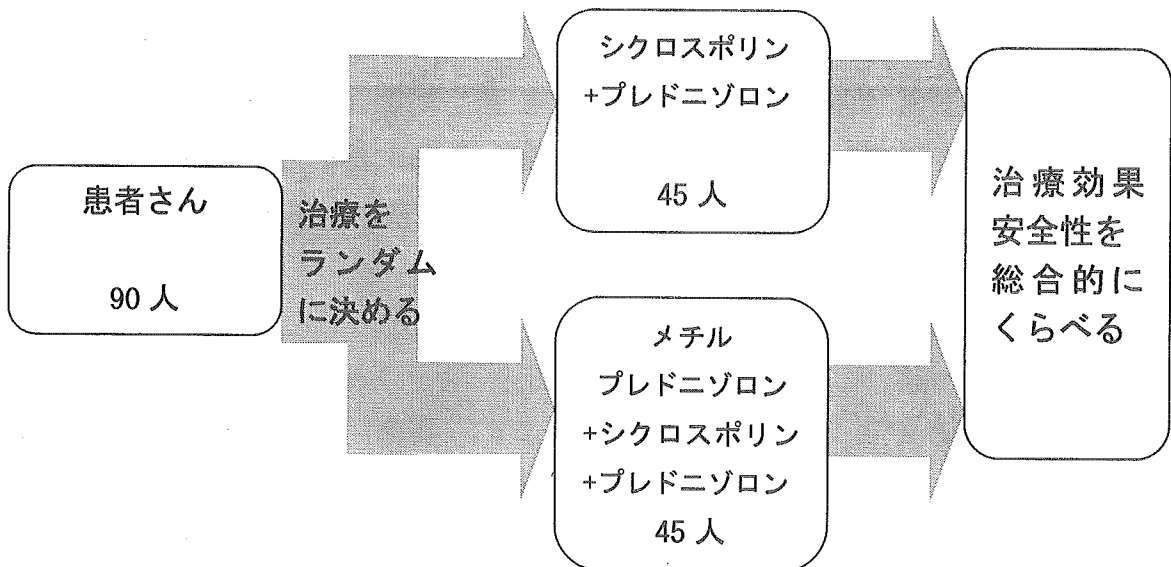 患者さん
90 人
治療を
ランダム
に決める
シクロスポリン
+プレドニゾロン
45 人
メチル
プレドニゾロン
+シクロスポリン
+プレドニゾロン
45 人
治療効果
安全性を
総合的に
くらべる